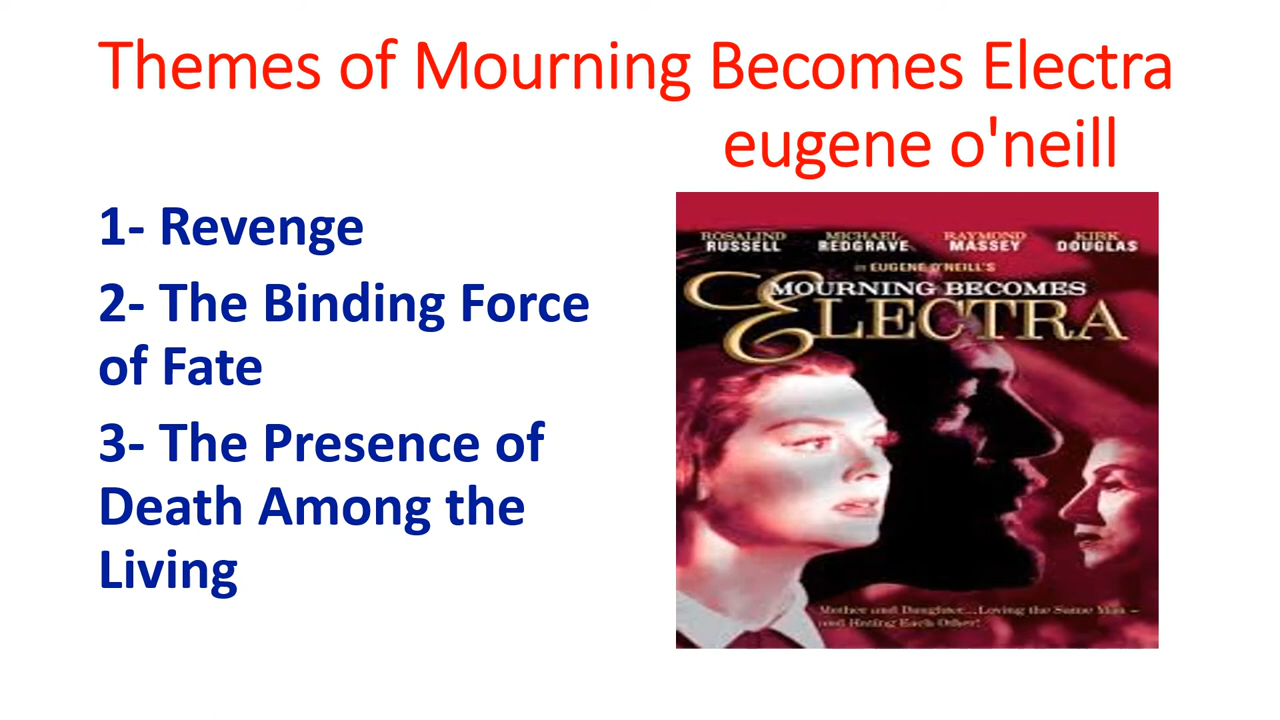 Themes of Mourning Becomes Electra
eugene o'neill
1- Revenge
2- The Binding Force
of Fate
3- The Presence of
Death Among the
Living
ROSALIND MICHAEL RAYMOND KIRK
RUSSELL REDGRAVE MASSEY DOUGLAS
in EUGENE O'NEILL'S
MOURNING BECOMES
ELECTRA
Mother and Daughter...Loving the Same Man –
and Hating Each Other!